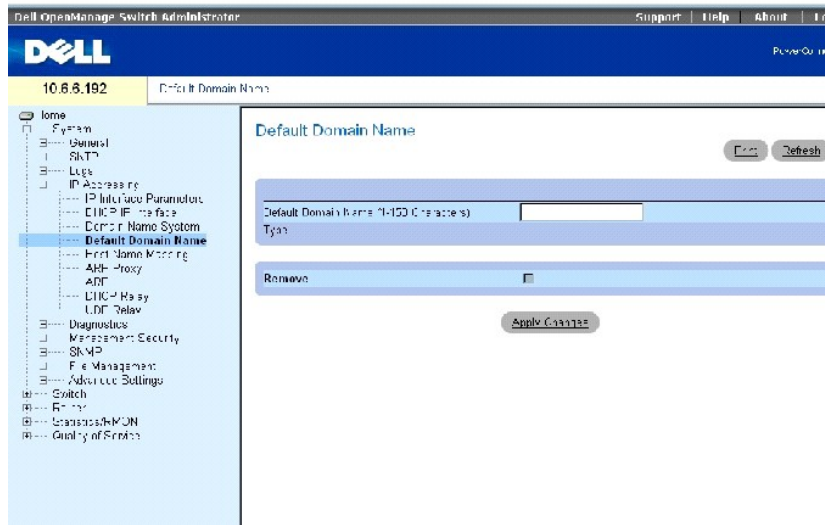 Dell OpenManage Switch Administrator
Support | Help | About |
DELL
10.6.6.192
Default Domain Name
Home
System
General
SNTP
Logs
IP Addressing
IP Interface Parameters
DHCP IP Interface
Domain Name System
Default Domain Name
Host Name Mapping
ARP Proxy
ARP
DHCP Relay
UDP Relay
Diagnostics
Management Security
SNMP
File Management
Advanced Settings
Switch
Router
Statistics/RMON
Quality of Service
Default Domain Name
Print Refresh
Default Domain Name (1-158 Characters)
Type
Remove
Apply Changes